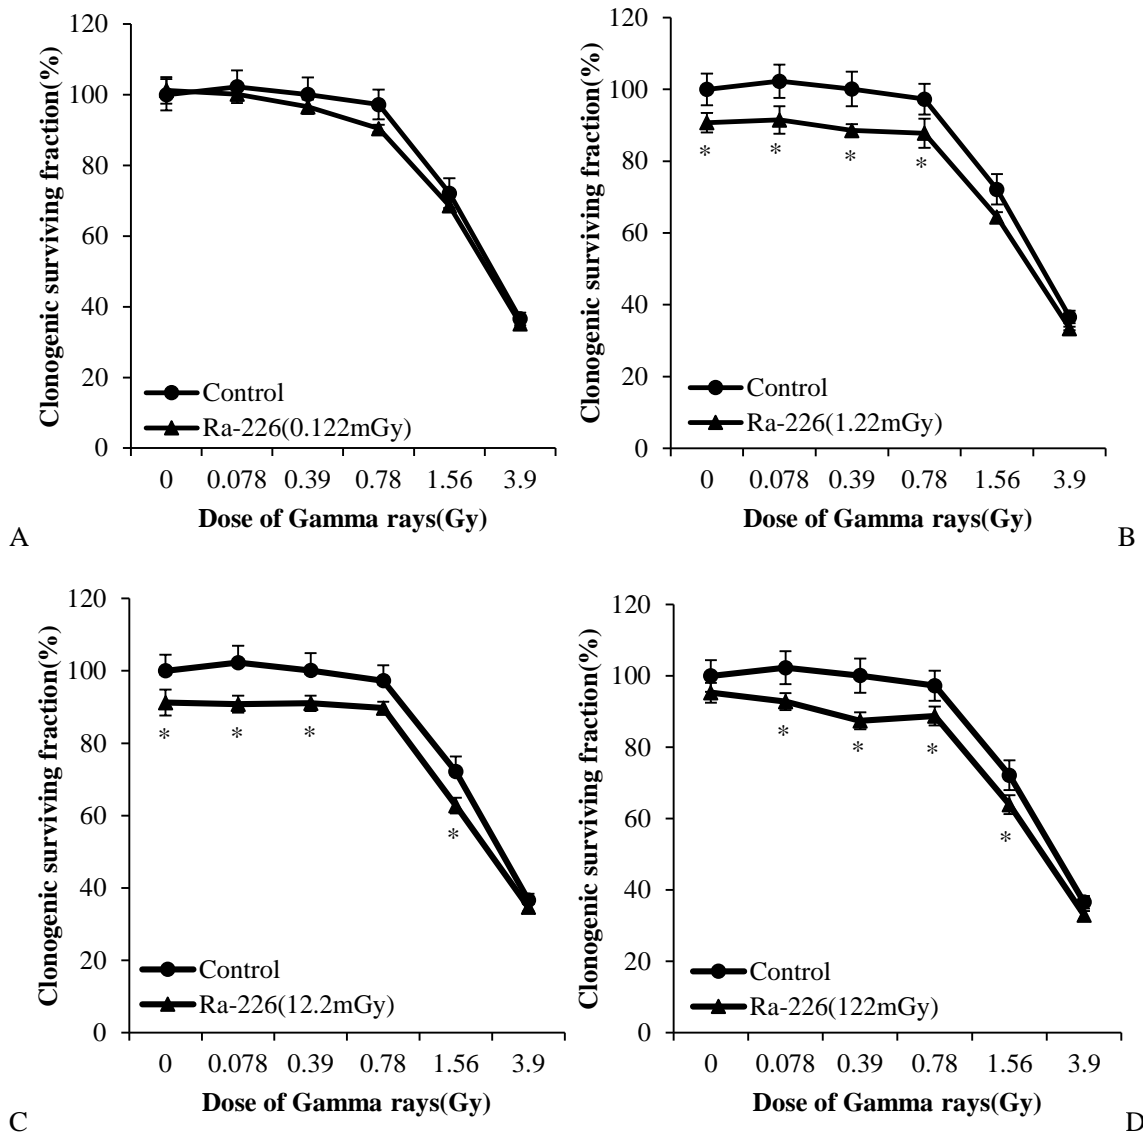 120
100
80
60
40
20
0
Clonogenic surviving fraction(%)
Control
Ra-226(0.122mGy)
0 0.078 0.39 0.78 1.56 3.9
Dose of Gamma rays(Gy)
A
120
100
80
60
40
20
0
Clonogenic surviving fraction(%)
* * * *
Control
Ra-226(1.22mGy)
0 0.078 0.39 0.78 1.56 3.9
Dose of Gamma rays(Gy)
B
120
100
80
60
40
20
0
Clonogenic surviving fraction(%)
* * * *
Control
Ra-226(12.2mGy)
0 0.078 0.39 0.78 1.56 3.9
Dose of Gamma rays(Gy)
C
120
100
80
60
40
20
0
Clonogenic surviving fraction(%)
* * * *
Control
Ra-226(122mGy)
0 0.078 0.39 0.78 1.56 3.9
Dose of Gamma rays(Gy)
D